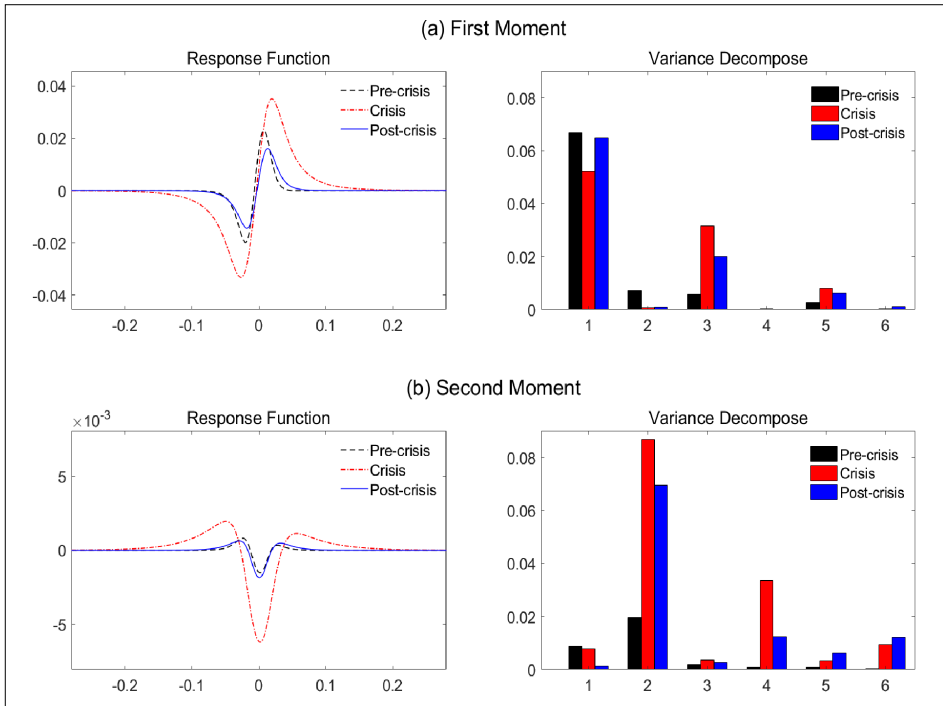 (a) First Moment
Response Function
0.04
0.02
0
-0.02
-0.04
-0.2 -0.1 0 0.1 0.2
Pre-crisis
Crisis
Post-crisis
Variance Decompose
0.08
0.06
0.04
0.02
0
1 2 3 4 5 6
Pre-crisis
Crisis
Post-crisis
(b) Second Moment
Response Function
×10-3
5
0
-5
-0.2 -0.1 0 0.1 0.2
Pre-crisis
Crisis
Post-crisis
Variance Decompose
0.08
0.06
0.04
0.02
0
1 2 3 4 5 6
Pre-crisis
Crisis
Post-crisis